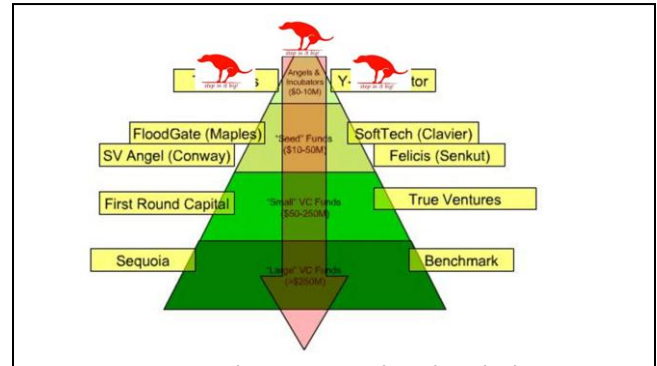 Angels &
Incubators
($0-10M)
FloodGate (Maples)
SoftTech (Clavier)
"Seed" Funds
($10-50M)
SV Angel (Conway)
Felicis (Senkut)
First Round Capital
"Small" VC Funds
($50-250M)
True Ventures
Sequoia
Benchmark
"Large" VC Funds
(>$250M)